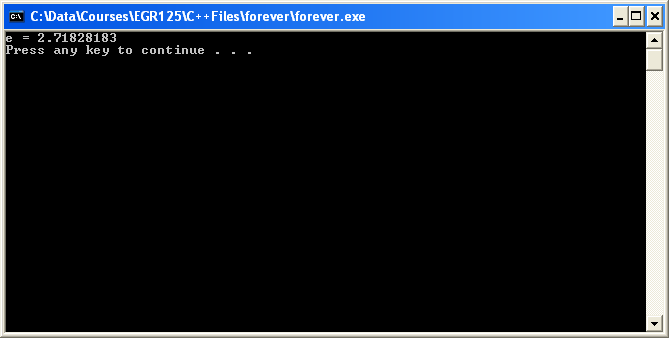 C:\Data\Courses\EGR125\C++Files\forever\forever.exe
e = 2.71828183
Press any key to continue . . .